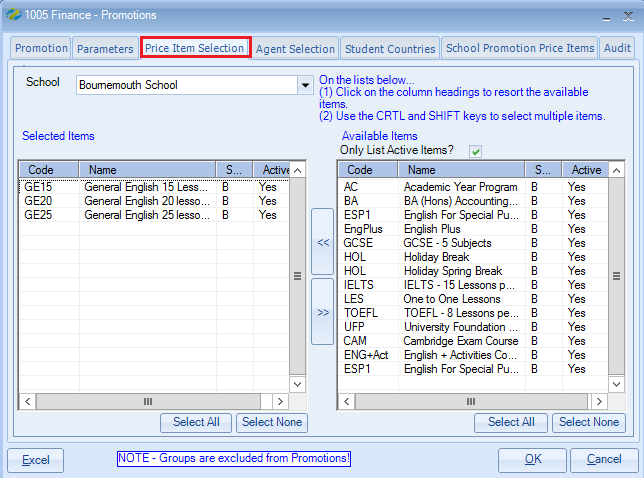 1005 Finance - Promotions
Promotion Parameters Price Item Selection Agent Selection Student Countries School Promotion Price Items Audit
School Bournemouth School
On the lists below...
(1) Click on the column headings to resort the available
items.
(2) Use the CRTL and SHIFT keys to select multiple items.
Selected Items
Code Name S... Active
GE15 General English 15 Less... B Yes
GE20 General English 20 lesso... B Yes
GE25 General English 25 lesso... B Yes
Select All Select None
<<
>>
Available Items
Only List Active Items?
Code Name S... Active
AC Academic Year Program B Yes
BA BA (Hons) Accounting... B Yes
ESP1 English For Special Pu... B Yes
EngPlus English Plus B Yes
GCSE GCSE - 5 Subjects B Yes
HOL Holiday Break B Yes
HOL Holiday Spring Break B Yes
IELTS IELTS - 15 Lessons p... B Yes
LES One to One Lessons B Yes
TOEFL TOEFL - 8 Lessons pe... B Yes
UFP University Foundation ... B Yes
CAM Cambridge Exam Course B Yes
ENG+Act English + Activities Co... B Yes
ESP1 English For Special Pu... B Yes
Select All Select None
Excel NOTE - Groups are excluded from Promotions! OK Cancel